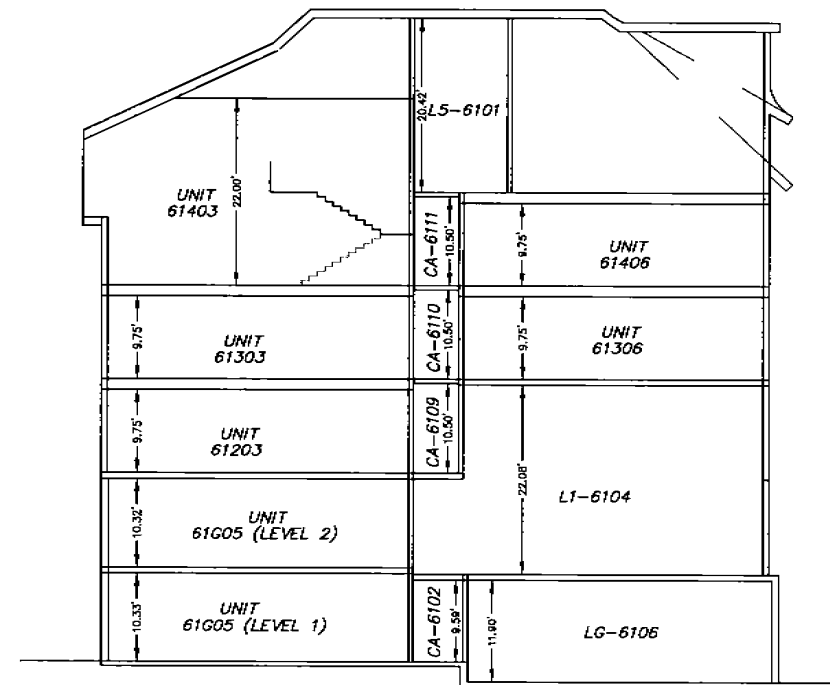 20.42'
L5-6101
UNIT
61403
22.00'
CA-6111
10.50'
9.75'
UNIT
61406
9.75'
UNIT
61303
CA-6110
10.50'
9.75'
UNIT
61306
9.75'
UNIT
61203
CA-6109
10.50'
22.08'
L1-6104
10.32'
UNIT
61G05 (LEVEL 2)
10.33'
UNIT
61G05 (LEVEL 1)
CA-6102
9.59'
11.90'
LG-6106